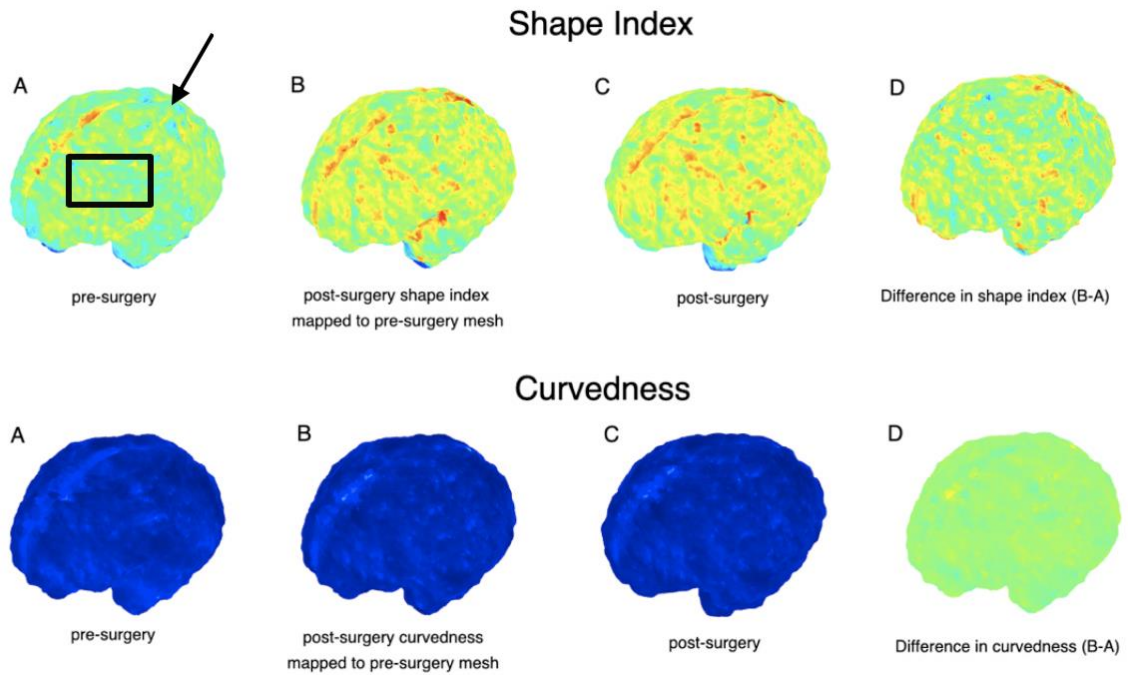 Shape Index
A
B
C
D
pre-surgery
post-surgery shape index
mapped to pre-surgery mesh
post-surgery
Difference in shape index (B-A)
Curvedness
A
B
C
D
pre-surgery
post-surgery curvedness
mapped to pre-surgery mesh
post-surgery
Difference in curvedness (B-A)